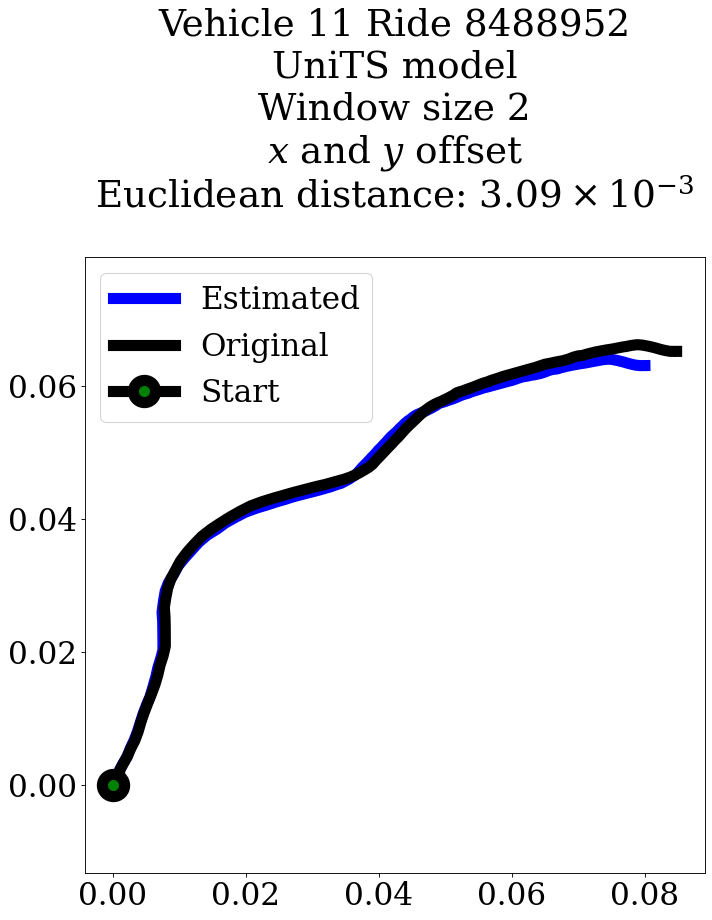 Vehicle 11 Ride 8488952
UniTS model
Window size 2
x and y offset
Euclidean distance: 3.09 × 10⁻³
Estimated
Original
Start
0.06
0.04
0.02
0.00
0.00 0.02 0.04 0.06 0.08